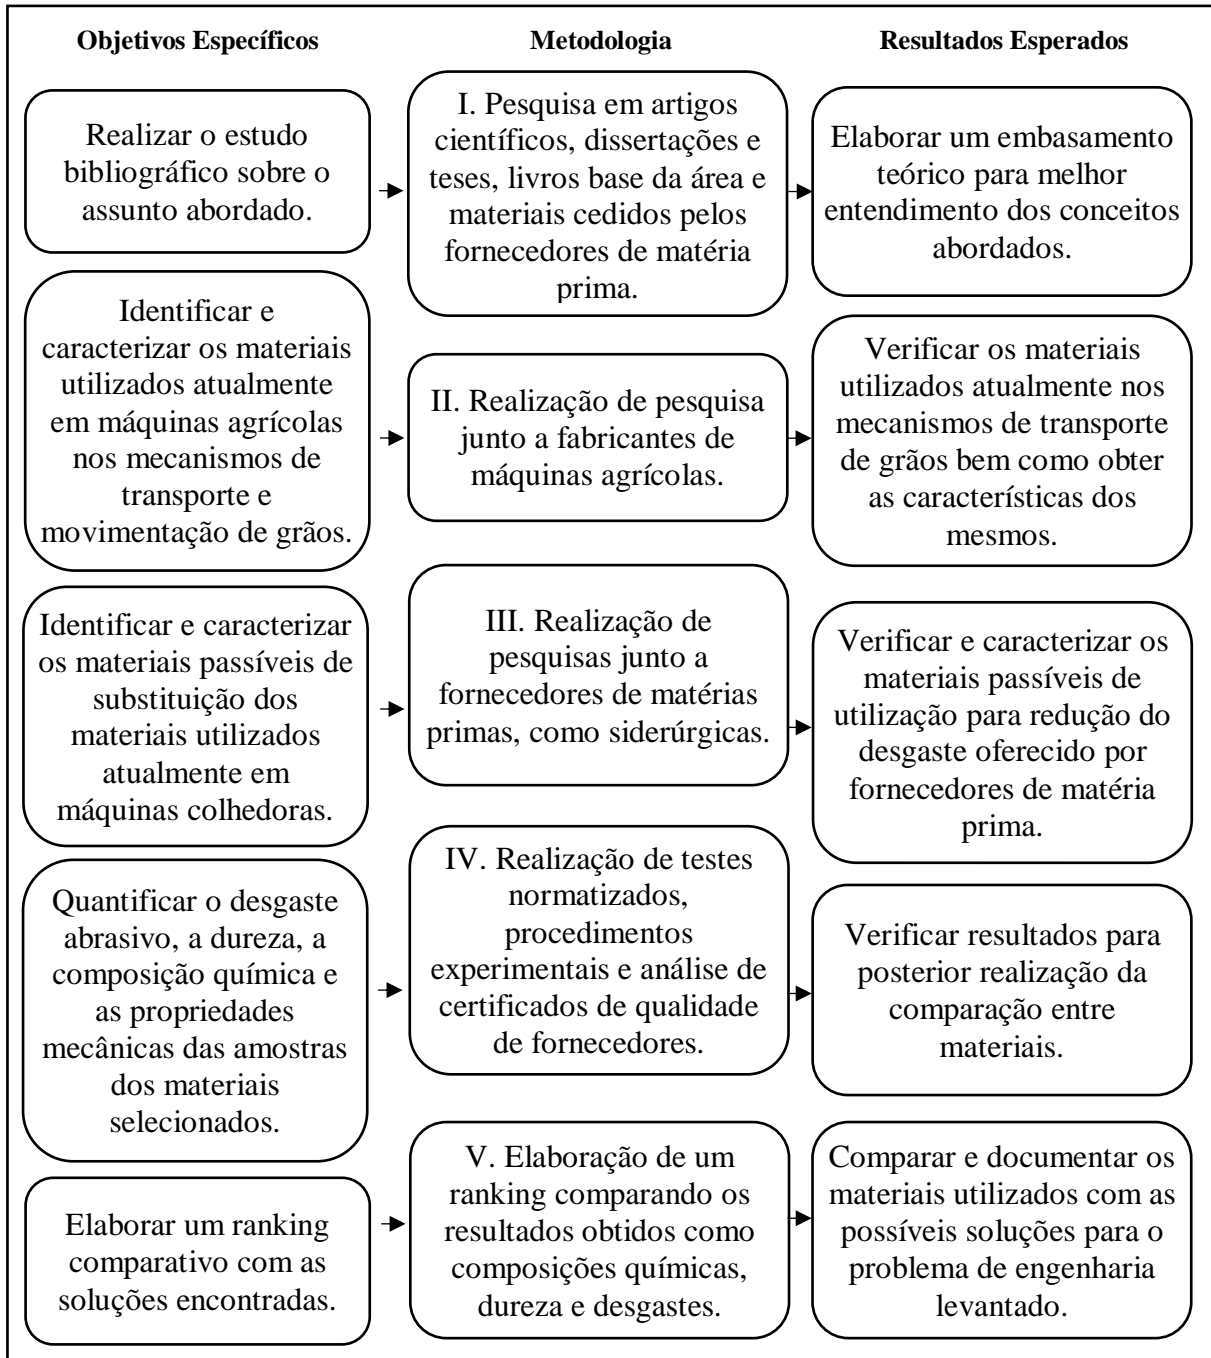 Objetivos Específicos
Metodologia
Resultados Esperados
Realizar o estudo
bibliográfico sobre o
assunto abordado.
I. Pesquisa em artigos
científicos, dissertações e
teses, livros base da área e
materiais cedidos pelos
fornecedores de matéria
prima.
Elaborar um embasamento
teórico para melhor
entendimento dos conceitos
abordados.
Identificar e
caracterizar os materiais
utilizados atualmente
em máquinas agrícolas
nos mecanismos de
transporte e
movimentação de grãos.
II. Realização de pesquisa
junto a fabricantes de
máquinas agrícolas.
Verificar os materiais
utilizados atualmente nos
mecanismos de transporte
de grãos bem como obter
as características dos
mesmos.
Identificar e caracterizar
os materiais passíveis de
substituição dos
materiais utilizados
atualmente em
máquinas colhedoras.
III. Realização de
pesquisas junto a
fornecedores de matérias
primas, como siderúrgicas.
Verificar e caracterizar os
materiais passíveis de
utilização para redução do
desgaste oferecido por
fornecedores de matéria
prima.
Quantificar o desgaste
abrasivo, a dureza, a
composição química e
as propriedades
mecânicas das amostras
dos materiais
selecionados.
IV. Realização de testes
normatizados,
procedimentos
experimentais e análise de
certificados de qualidade
de fornecedores.
Verificar resultados para
posterior realização da
comparação entre
materiais.
Elaborar um ranking
comparativo com as
soluções encontradas.
V. Elaboração de um
ranking comparando os
resultados obtidos como
composições químicas,
dureza e desgastes.
Comparar e documentar os
materiais utilizados com as
possíveis soluções para o
problema de engenharia
levantado.